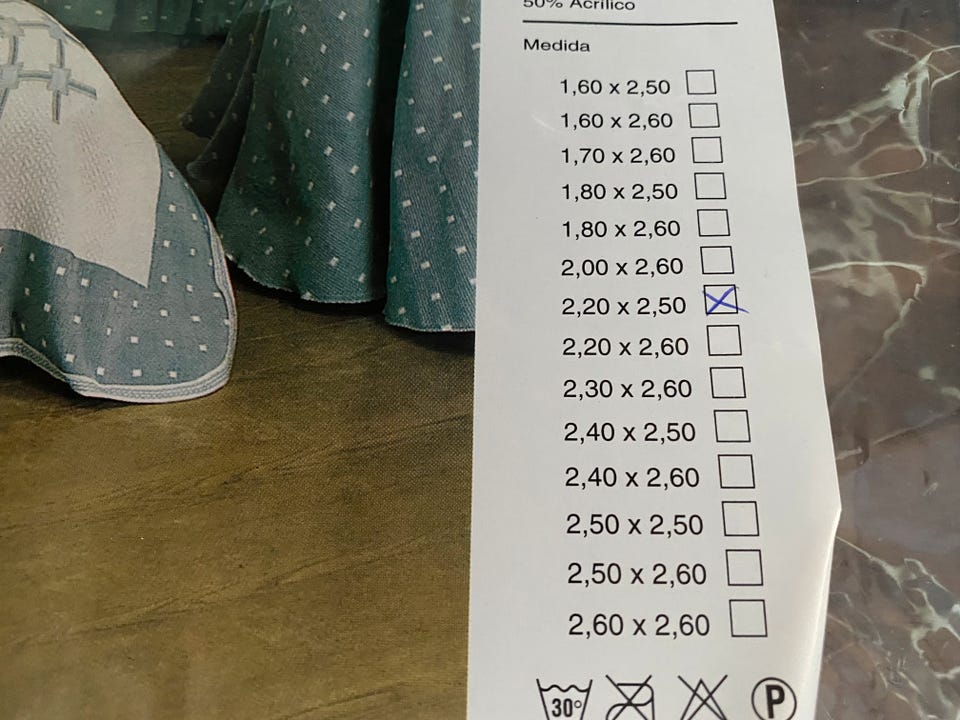 50% Acrílico
Medida
1,60 x 2,50
1,60 x 2,60
1,70 x 2,60
1,80 x 2,50
1,80 x 2,60
2,00 x 2,60
2,20 x 2,50
2,20 x 2,60
2,30 x 2,60
2,40 x 2,50
2,40 x 2,60
2,50 x 2,50
2,50 x 2,60
2,60 x 2,60
30° P